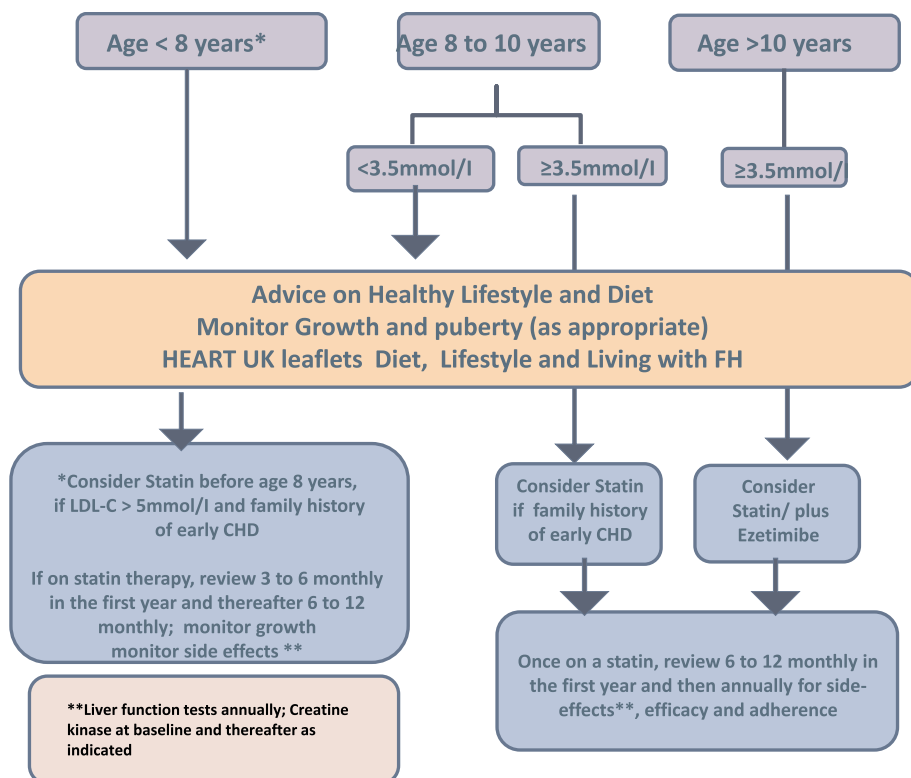 Age < 8 years*
Age 8 to 10 years
Age >10 years
<3.5mmol/l
≥3.5mmol/l
≥3.5mmol/l
Advice on Healthy Lifestyle and Diet
Monitor Growth and puberty (as appropriate)
HEART UK leaflets Diet, Lifestyle and Living with FH
*Consider Statin before age 8 years,
if LDL-C > 5mmol/l and family history
of early CHD
If on statin therapy, review 3 to 6 monthly
in the first year and thereafter 6 to 12
monthly; monitor growth
monitor side effects **
Consider Statin
if family history
of early CHD
Consider
Statin/ plus
Ezetimibe
Once on a statin, review 6 to 12 monthly in
the first year and then annually for side-
effects**, efficacy and adherence
**Liver function tests annually; Creatine
kinase at baseline and thereafter as
indicated